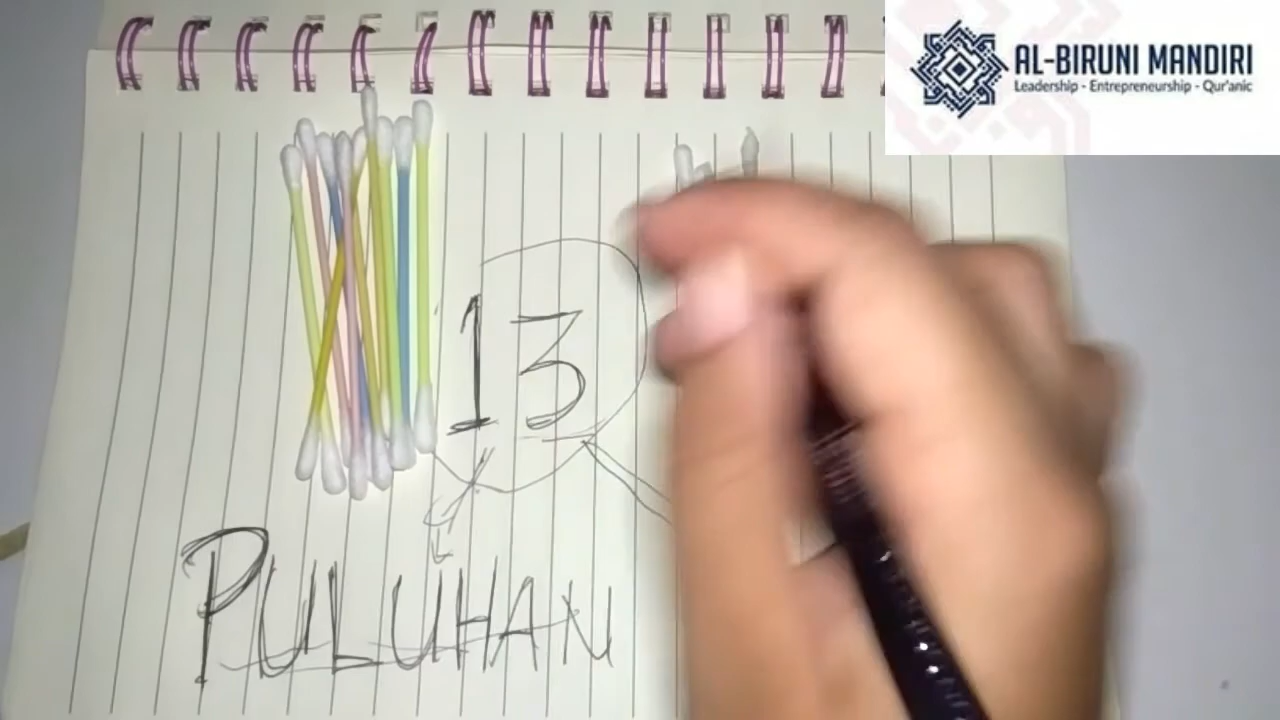 AL-BIRUNI MANDIRI
Leadership - Entrepreneurship - Qur'anic
13
PULUHAN